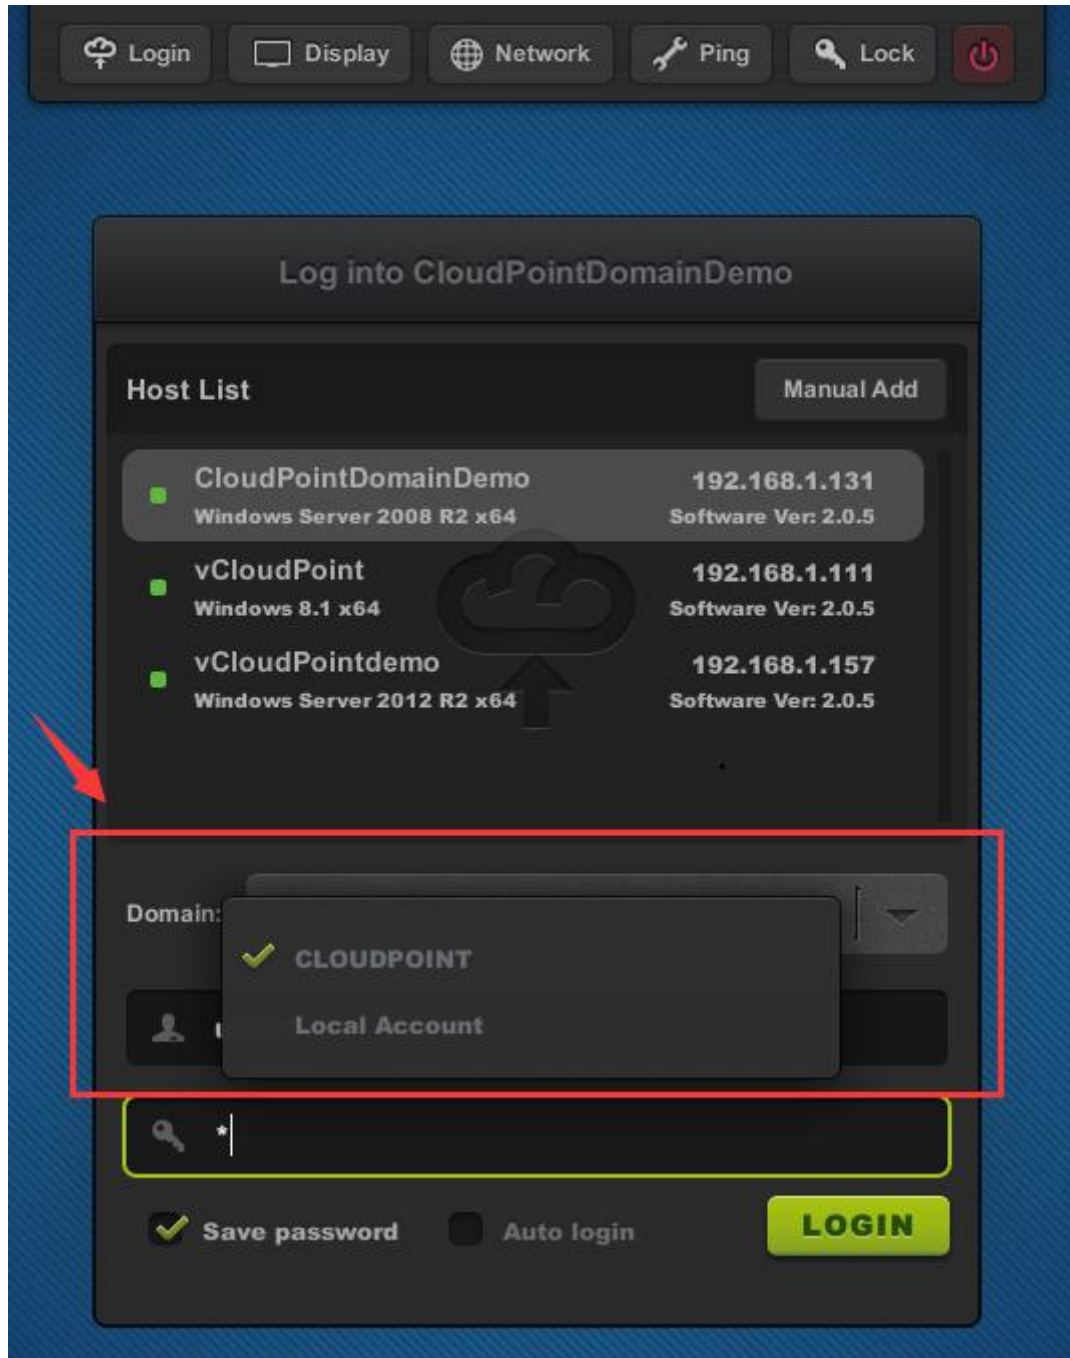 Login Display Network Ping Lock
Log into CloudPointDomainDemo
Host List Manual Add
CloudPointDomainDemo 192.168.1.131
Windows Server 2008 R2 x64 Software Ver: 2.0.5
vCloudPoint 192.168.1.111
Windows 8.1 x64 Software Ver: 2.0.5
vCloudPointdemo 192.168.1.157
Windows Server 2012 R2 x64 Software Ver: 2.0.5
Domain:
CLOUDPOINT
Local Account
*
Save password Auto login LOGIN